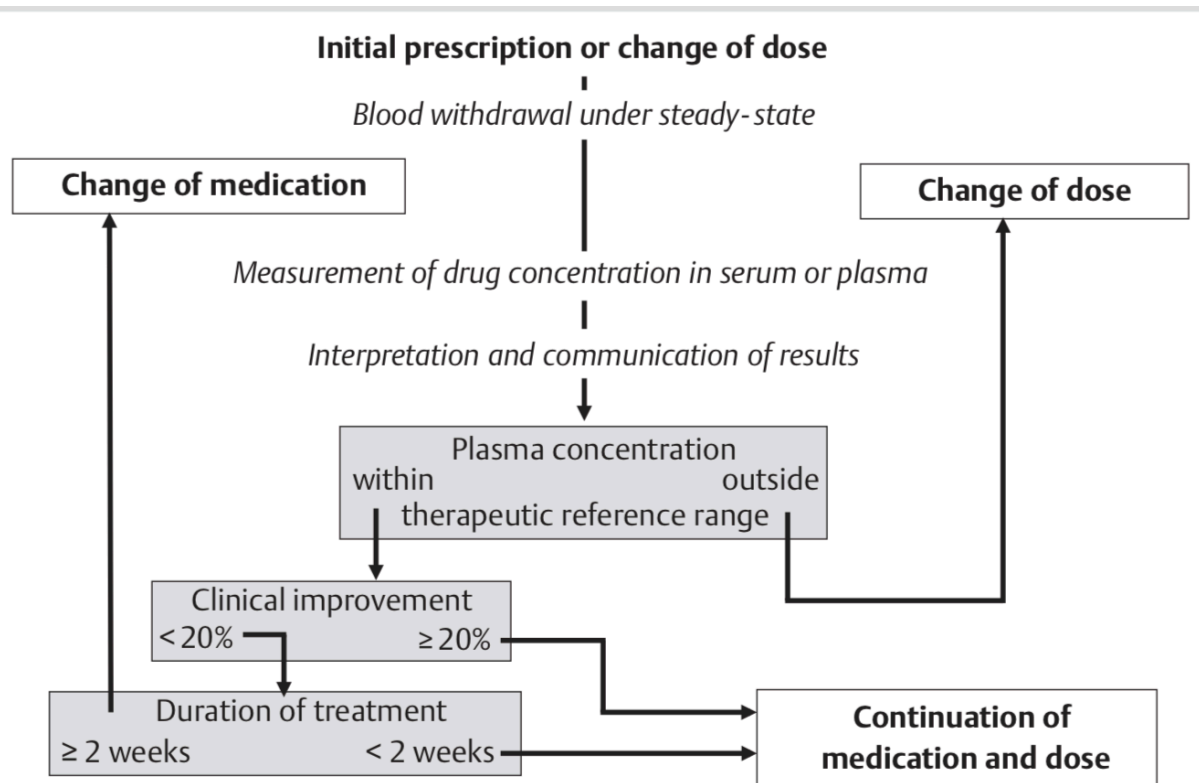 Initial prescription or change of dose
Blood withdrawal under steady-state
Change of medication
Change of dose
Measurement of drug concentration in serum or plasma
Interpretation and communication of results
Plasma concentration
within outside
therapeutic reference range
Clinical improvement
< 20% ≥ 20%
Duration of treatment
≥ 2 weeks < 2 weeks
Continuation of
medication and dose